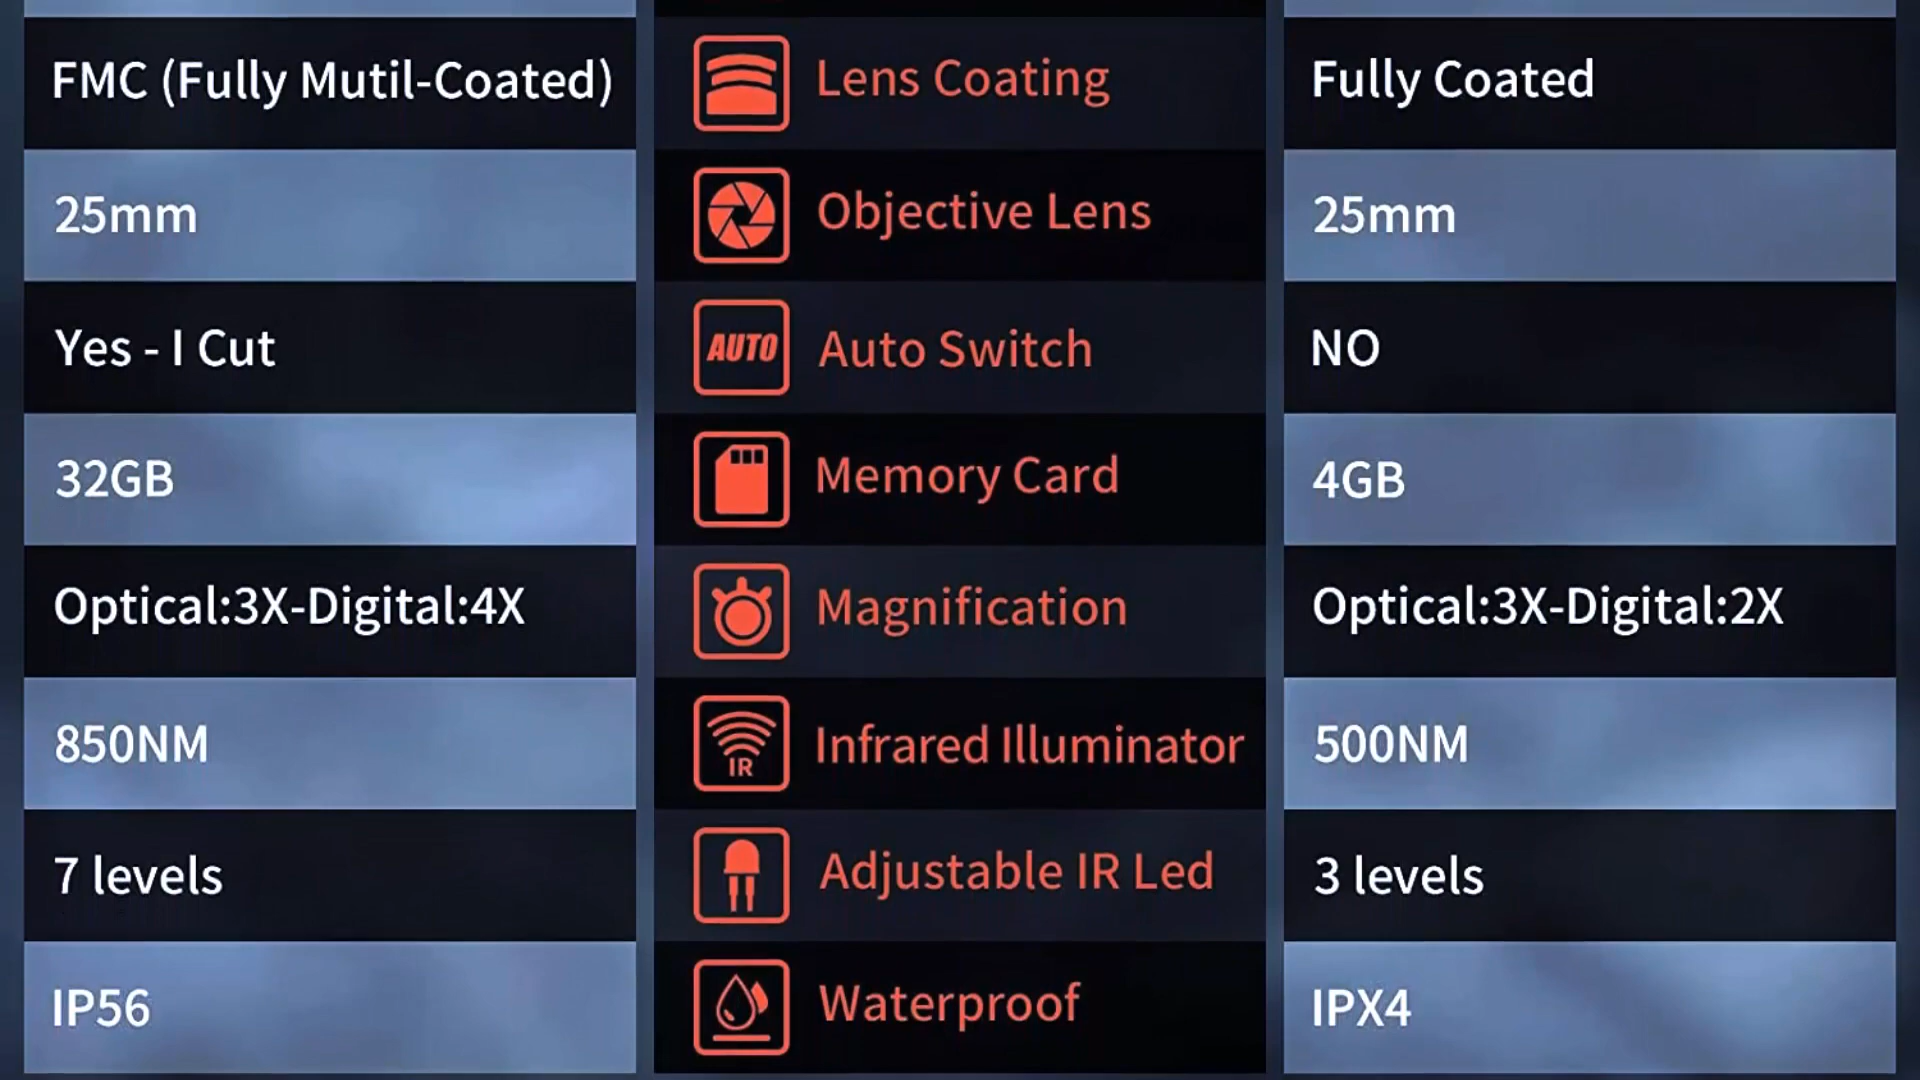 FMC (Fully Mutil-Coated) Lens Coating Fully Coated
25mm Objective Lens 25mm
Yes - I Cut AUTO Auto Switch NO
32GB Memory Card 4GB
Optical:3X-Digital:4X Magnification Optical:3X-Digital:2X
850NM IR Infrared Illuminator 500NM
7 levels Adjustable IR Led 3 levels
IP56 Waterproof IPX4